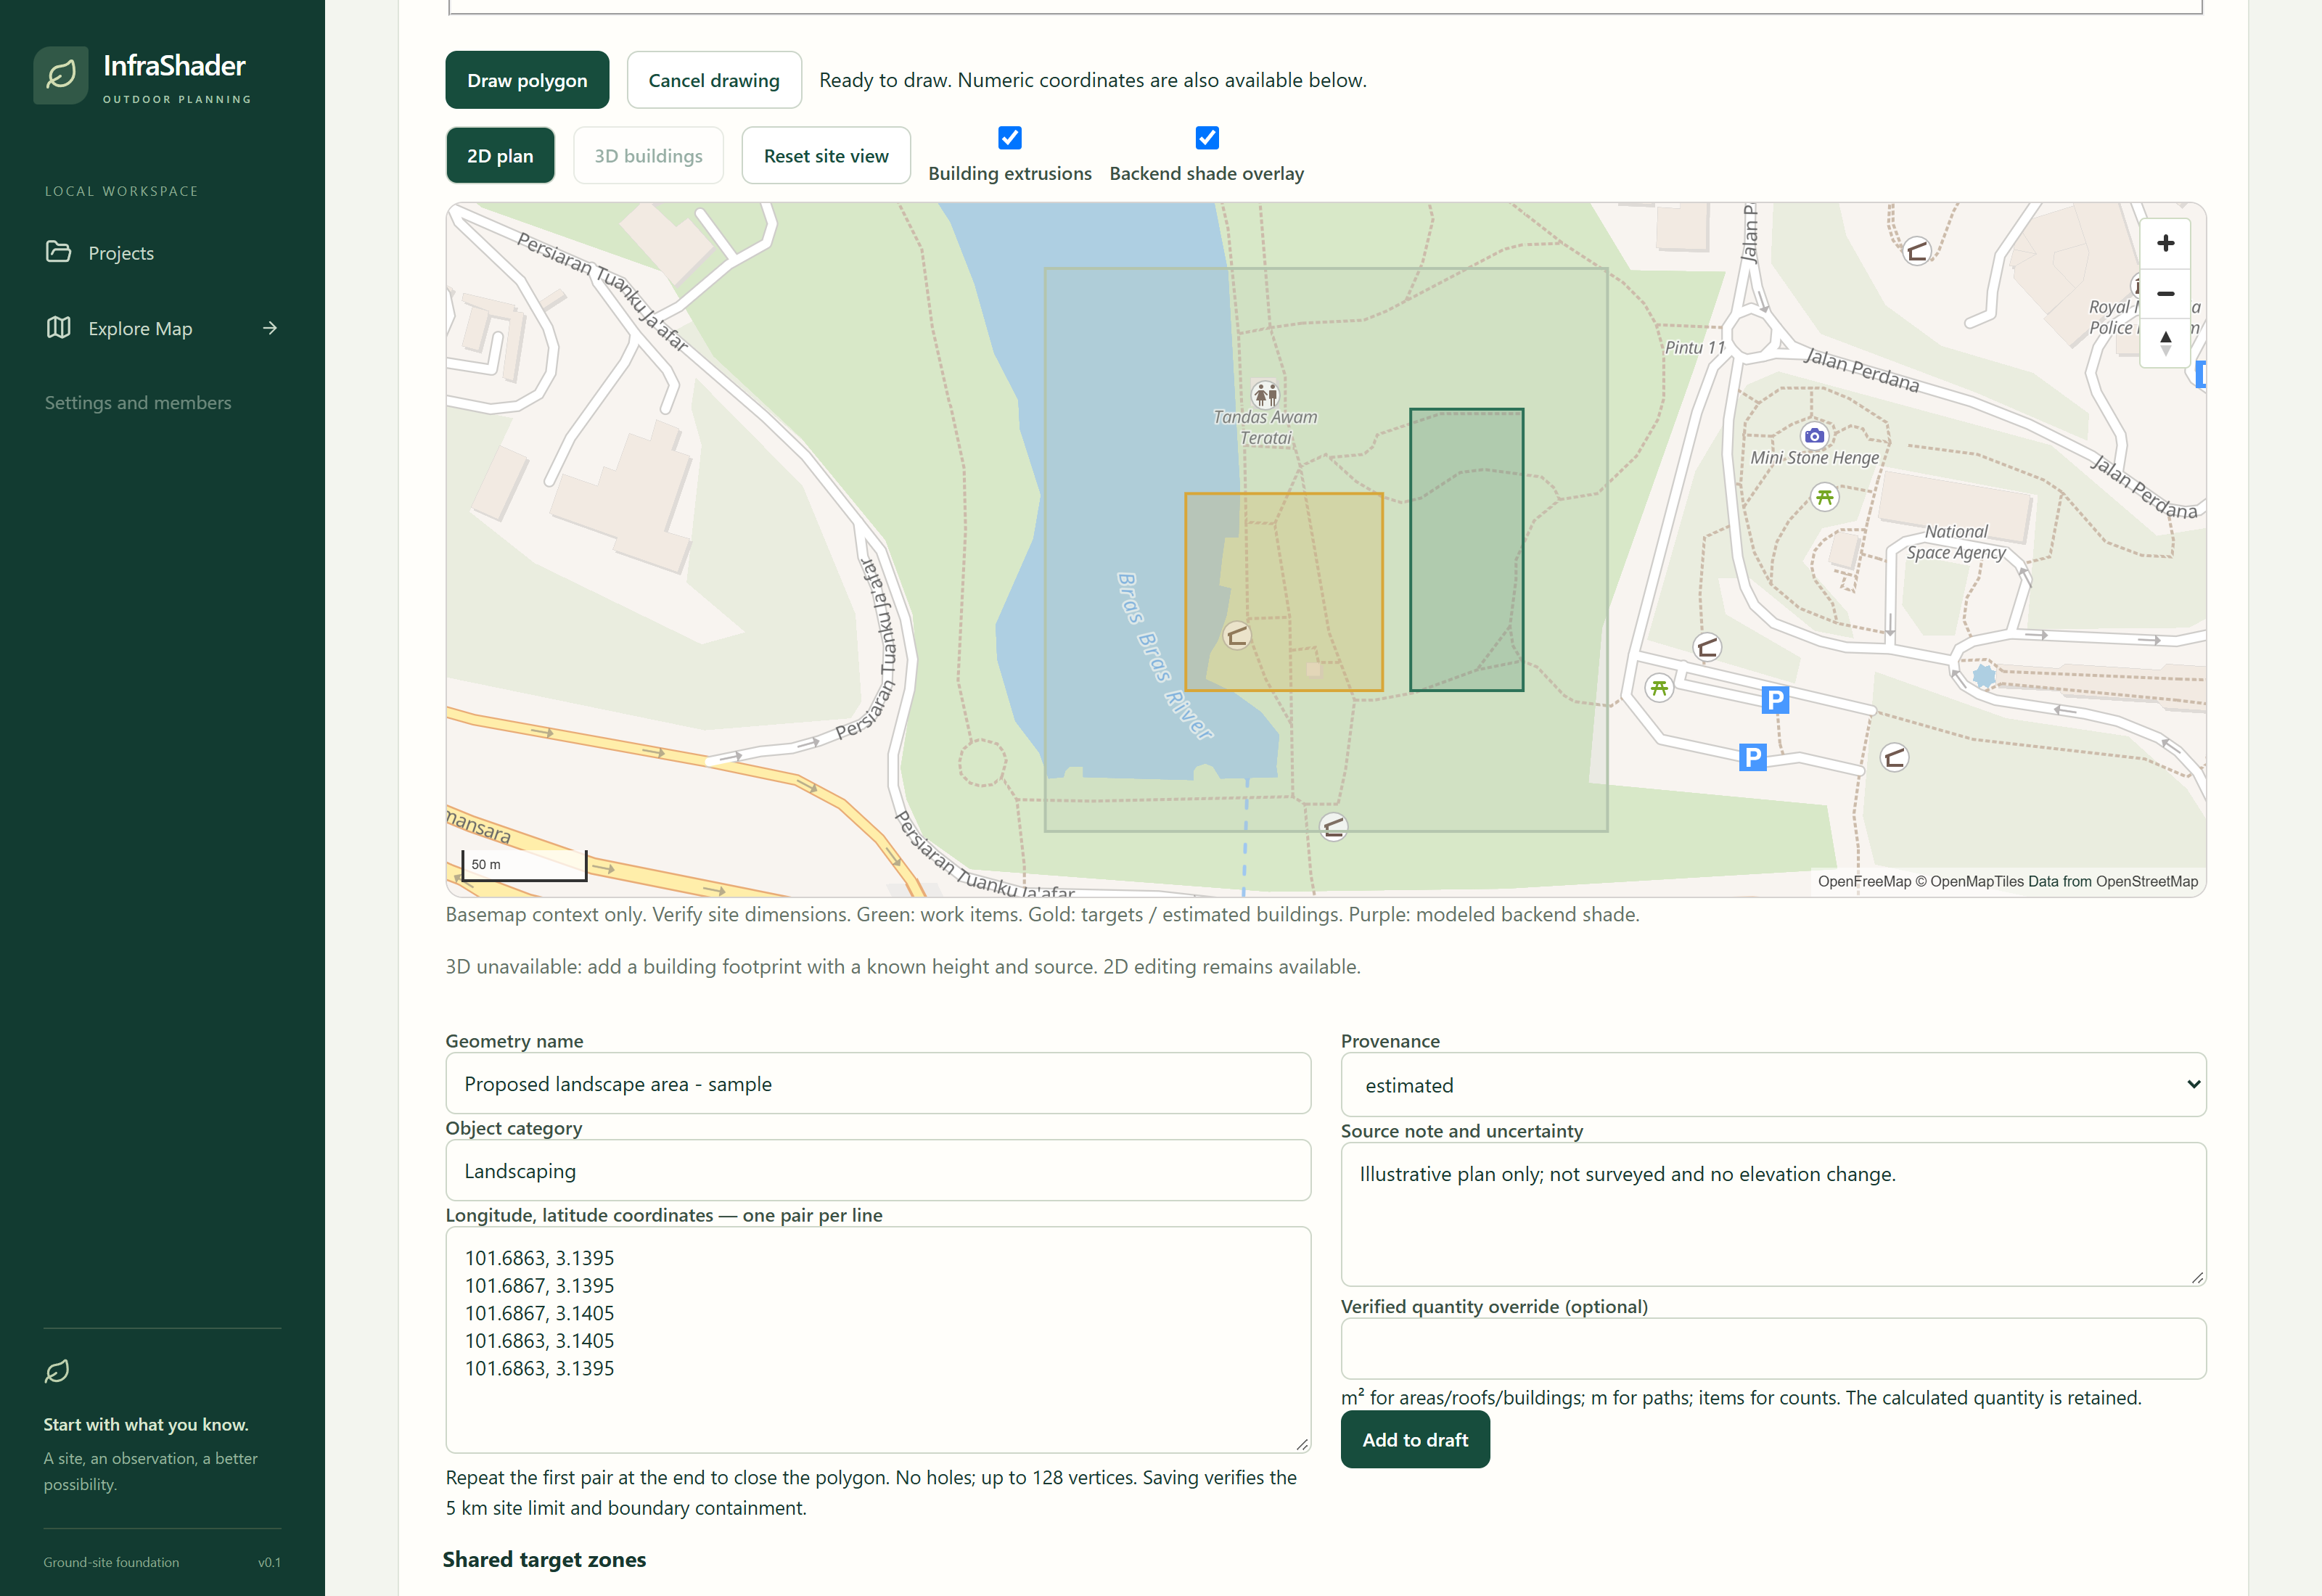 InfraShader
OUTDOOR PLANNING
LOCAL WORKSPACE
Projects
Explore Map
Settings and members
Start with what you know.
A site, an observation, a better
possibility.
Ground-site foundation
v0.1
Draw polygon
Cancel drawing
Ready to draw. Numeric coordinates are also available below.
2D plan
3D buildings
Reset site view
Building extrusions
Backend shade overlay
Persiaran Tuanku Ja'afar
Jalan P
Pintu 11
Jalan Perdana
Tandas Awam
Teratai
Mini Stone Henge
National
Space Agency
Jalan Perdana
Persiaran Tuanku Ja'afar
Bras Bras River
P
P
mansara
Persiaran Tuanku Ja'afar
50 m
OpenFreeMap © OpenMapTiles Data from OpenStreetMap
Basemap context only. Verify site dimensions. Green: work items. Gold: targets / estimated buildings. Purple: modeled backend shade.
3D unavailable: add a building footprint with a known height and source. 2D editing remains available.
Geometry name
Proposed landscape area - sample
Object category
Landscaping
Longitude, latitude coordinates — one pair per line
101.6863, 3.1395
101.6867, 3.1395
101.6867, 3.1405
101.6863, 3.1405
101.6863, 3.1395
Repeat the first pair at the end to close the polygon. No holes; up to 128 vertices. Saving verifies the
5 km site limit and boundary containment.
Provenance
estimated
Source note and uncertainty
Illustrative plan only; not surveyed and no elevation change.
Verified quantity override (optional)
m² for areas/roofs/buildings; m for paths; items for counts. The calculated quantity is retained.
Add to draft
Shared target zones